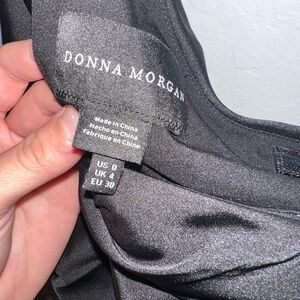 DONNA MORGAN
Made in China
Hecho en China
Fabriqué en Chine
US 0
UK 4
EU 30